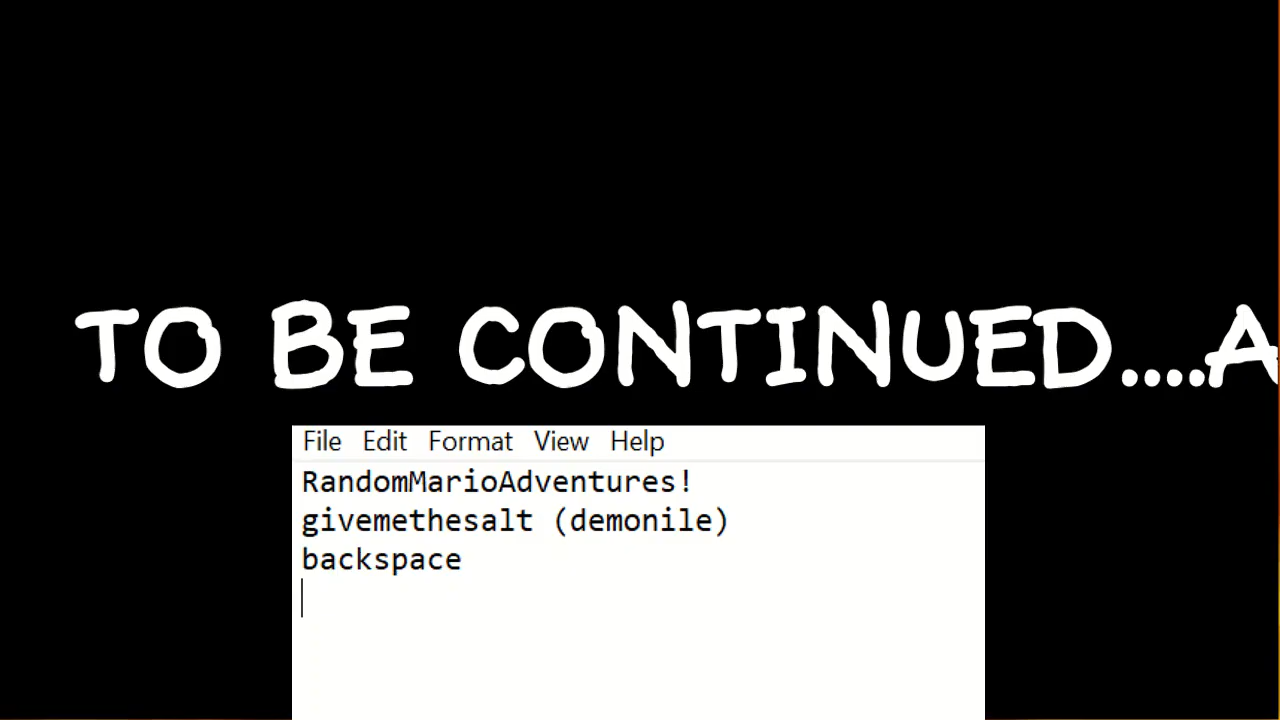 TO BE CONTINUED....A
File Edit Format View Help
RandomMarioAdventures!
givemethesalt (demonile)
backspace